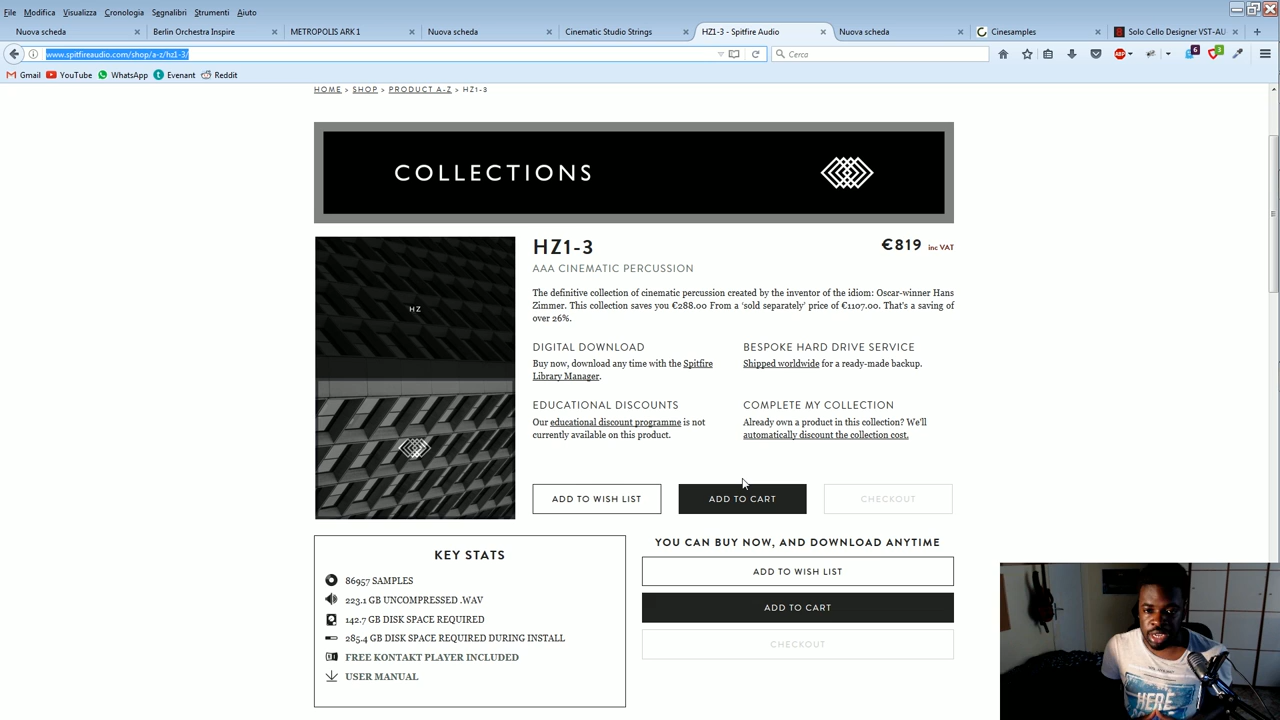 File Modifica Visualizza Cronologia Segnalibri Strumenti Aiuto
Nuova scheda Berlin Orchestra Inspire METROPOLIS ARK 1 Nuova scheda Cinematic Studio Strings HZ1-3 - Spitfire Audio Nuova scheda Cinesamples Solo Cello Designer VST-AU
www.spitfireaudio.com/shop/a-z/hz1-3/ Cerca
Gmail YouTube WhatsApp Evenant Reddit
HOME > SHOP > PRODUCT A-Z > HZ1-3
COLLECTIONS
HZ1-3 €819 inc VAT
AAA CINEMATIC PERCUSSION
HZ
The definitive collection of cinematic percussion created by the inventor of the idiom: Oscar-winner Hans
Zimmer. This collection saves you €288.00 From a 'sold separately' price of €1107.00. That's a saving of
over 26%.
DIGITAL DOWNLOAD
Buy now, download any time with the Spitfire
Library Manager.
BESPOKE HARD DRIVE SERVICE
Shipped worldwide for a ready-made backup.
EDUCATIONAL DISCOUNTS
Our educational discount programme is not
currently available on this product.
COMPLETE MY COLLECTION
Already own a product in this collection? We'll
automatically discount the collection cost.
ADD TO WISH LIST ADD TO CART CHECKOUT
KEY STATS
86957 SAMPLES
223.1 GB UNCOMPRESSED .WAV
142.7 GB DISK SPACE REQUIRED
285.4 GB DISK SPACE REQUIRED DURING INSTALL
FREE KONTAKT PLAYER INCLUDED
USER MANUAL
YOU CAN BUY NOW, AND DOWNLOAD ANYTIME
ADD TO WISH LIST
ADD TO CART
CHECKOUT